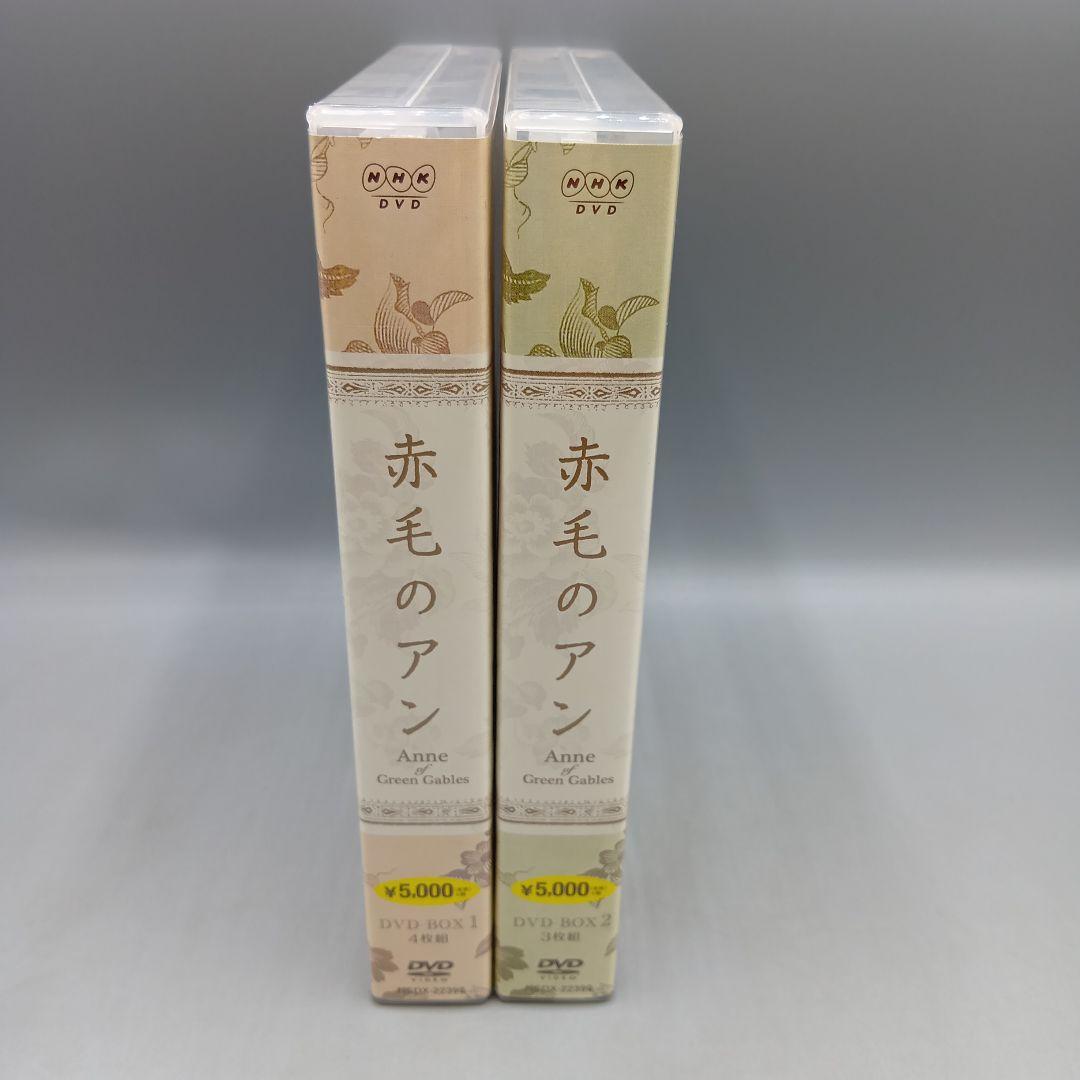 NHK
DVD
赤毛のアン
Anne
of
Green Gables
¥5,000
DVD-BOX 1
4枚組
DVD
VIDEO
NHK
DVD
赤毛のアン
Anne
of
Green Gables
¥5,000
DVD-BOX 2
3枚組
DVD
VIDEO